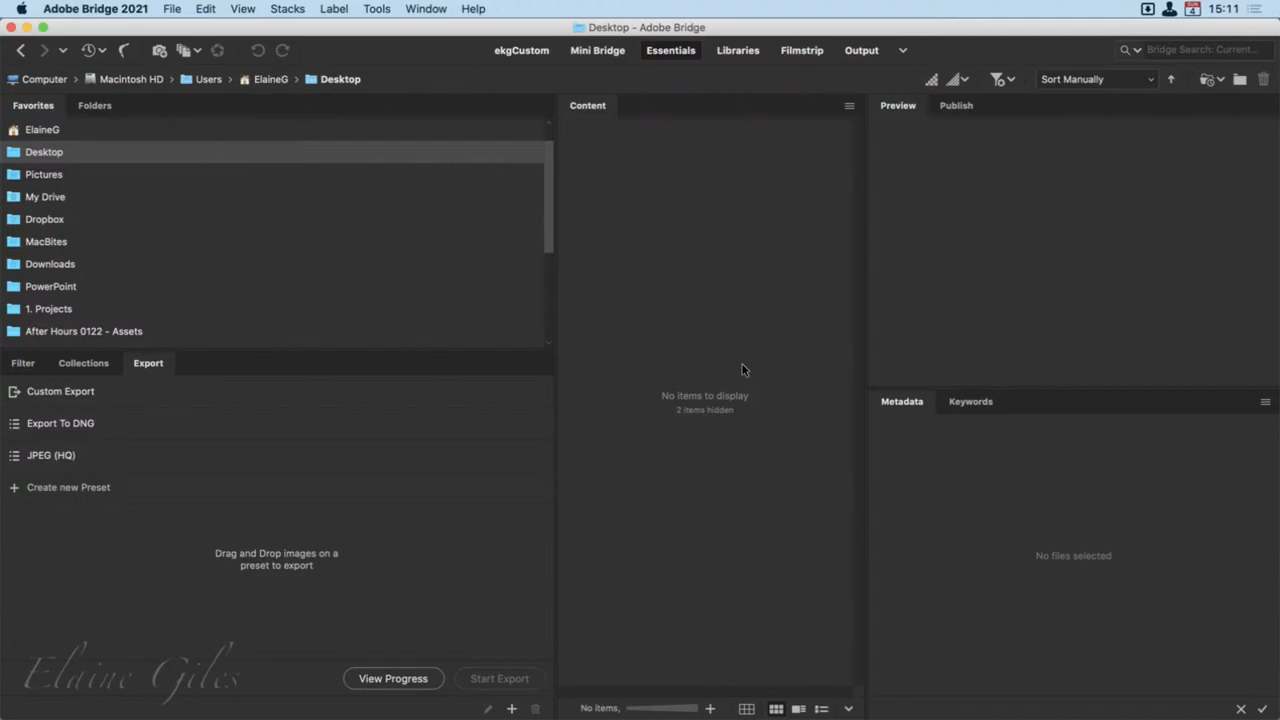 Adobe Bridge 2021 File Edit View Stacks Label Tools Window Help SUN 4 15:11
Desktop - Adobe Bridge
ekgCustom Mini Bridge Essentials Libraries Filmstrip Output Bridge Search: Current...
Computer Macintosh HD Users ElaineG Desktop Sort Manually
Favorites Folders
ElaineG
Desktop
Pictures
My Drive
Dropbox
MacBites
Downloads
PowerPoint
1. Projects
After Hours 0122 - Assets
Filter Collections Export
Custom Export
Export To DNG
JPEG (HQ)
Create new Preset
Drag and Drop images on a
preset to export
Elaine Giles
View Progress Start Export
Content
No items to display
2 items hidden
No items,
Preview Publish
Metadata Keywords
No files selected